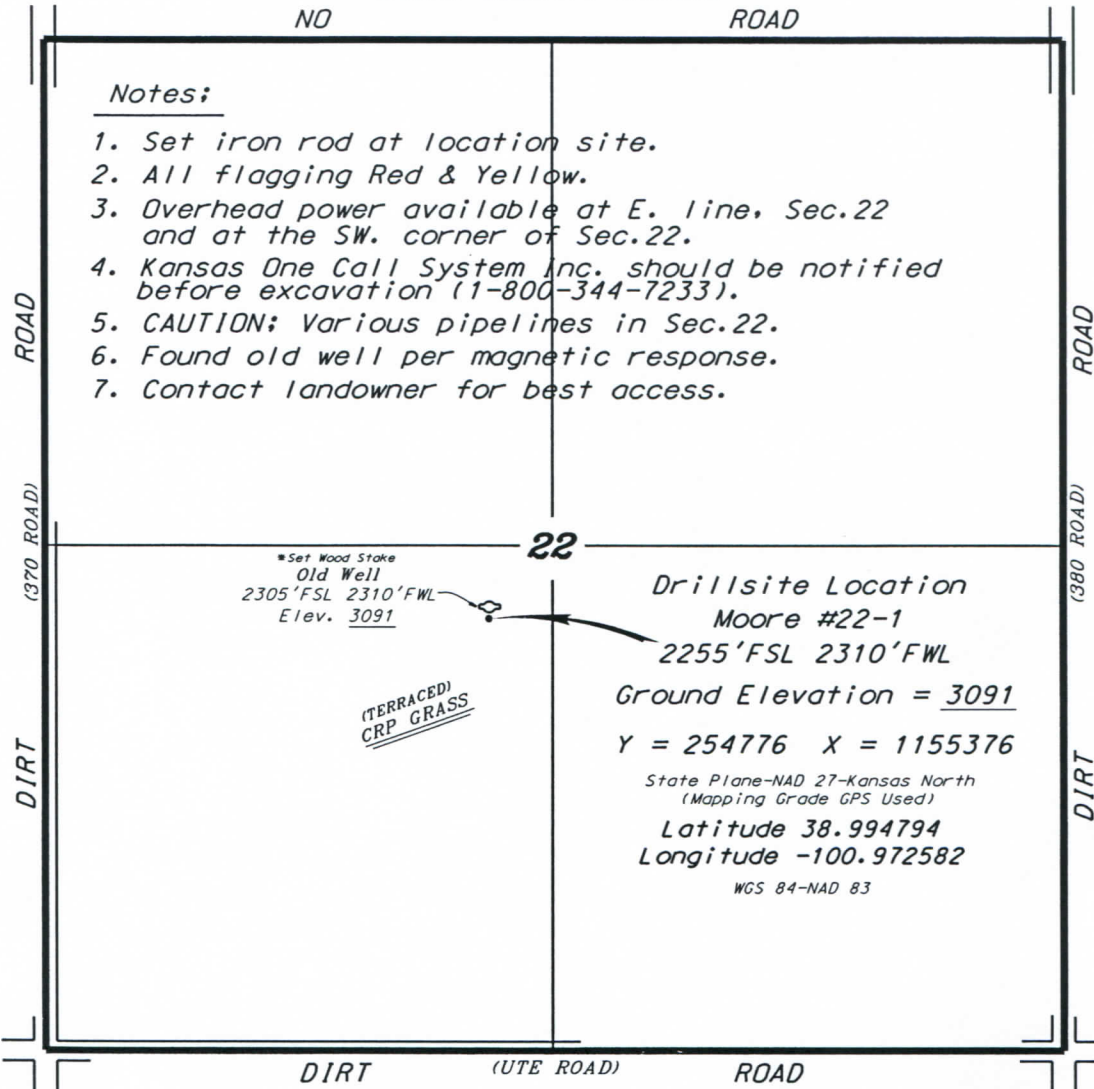 NO ROAD
Notes;
1. Set iron rod at location site.
2. All flagging Red & Yellow.
3. Overhead power available at E. line, Sec.22
and at the SW. corner of Sec.22.
4. Kansas One Call System Inc. should be notified
before excavation (1-800-344-7233).
5. CAUTION; Various pipelines in Sec.22.
6. Found old well per magnetic response.
7. Contact landowner for best access.
DIRT (370 ROAD) ROAD
ROAD (380 ROAD) DIRT
22
*Set Wood Stake
Old Well
2305'FSL 2310'FWL
Elev. 3091
(TERRACED)
CRP GRASS
Drillsite Location
Moore #22-1
2255'FSL 2310'FWL
Ground Elevation = 3091
Y = 254776 X = 1155376
State Plane-NAD 27-Kansas North
(Mapping Grade GPS Used)
Latitude 38.994794
Longitude -100.972582
WGS 84-NAD 83
DIRT (UTE ROAD) ROAD